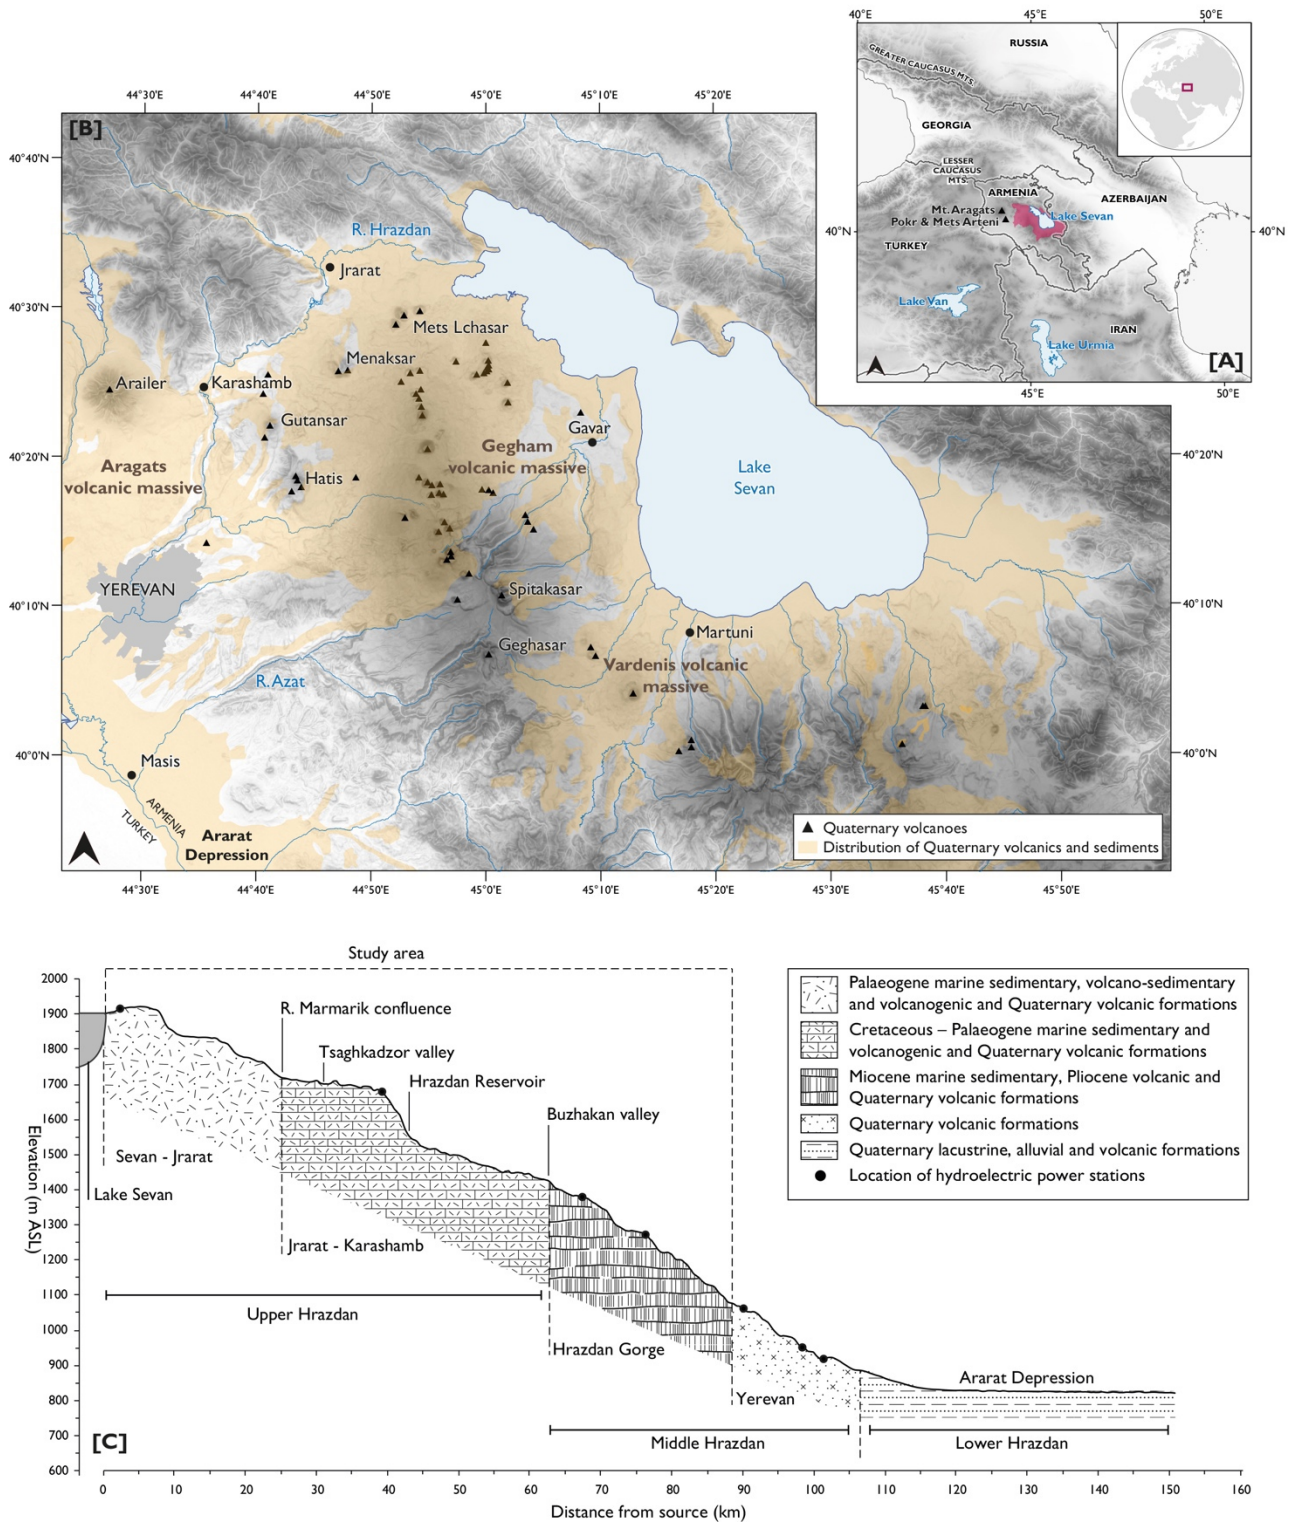 40°E
45°E
50°E
RUSSIA
GREATER CAUCASUS MTS.
GEORGIA
LESSER
CAUCASUS
MTS.
ARMENIA
AZERBAIJAN
Mt. Aragats
Pokr & Mets Arteni
Lake Sevan
40°N
40°N
TURKEY
Lake Van
IRAN
Lake Urmia
[A]
45°E
50°E
44°30'E
44°40'E
44°50'E
45°0'E
45°10'E
45°20'E
[B]
40°40'N
R. Hrazdan
Jrarat
40°30'N
Mets Lchasar
Menaksar
Arailer
Karashamb
Gutansar
Gavar
Gegham
volcanic massive
40°20'N
40°20'N
Aragats
volcanic massive
Hatis
Lake
Sevan
YEREVAN
Spitakasar
40°10'N
40°10'N
Martuni
Geghasar
Vardenis volcanic
massive
R. Azat
40°0'N
40°0'N
Masis
ARMENIA
TURKEY
Ararat
Depression
Quaternary volcanoes
Distribution of Quaternary volcanics and sediments
44°30'E
44°40'E
44°50'E
45°0'E
45°10'E
45°20'E
45°30'E
45°40'E
45°50'E
Study area
2000
1900
1800
1700
1600
1500
1400
1300
1200
1100
1000
900
800
700
600
Elevation (m ASL)
R. Marmarik confluence
Tsaghkadzor valley
Hrazdan Reservoir
Buzhakan valley
Sevan - Jrarat
Lake Sevan
Jrarat - Karashamb
Upper Hrazdan
Hrazdan Gorge
Yerevan
Ararat Depression
Middle Hrazdan
Lower Hrazdan
[C]
0
10
20
30
40
50
60
70
80
90
100
110
120
130
140
150
160
Distance from source (km)
Palaeogene marine sedimentary, volcano-sedimentary
and volcanogenic and Quaternary volcanic formations
Cretaceous – Palaeogene marine sedimentary and
volcanogenic and Quaternary volcanic formations
Miocene marine sedimentary, Pliocene volcanic and
Quaternary volcanic formations
Quaternary volcanic formations
Quaternary lacustrine, alluvial and volcanic formations
Location of hydroelectric power stations